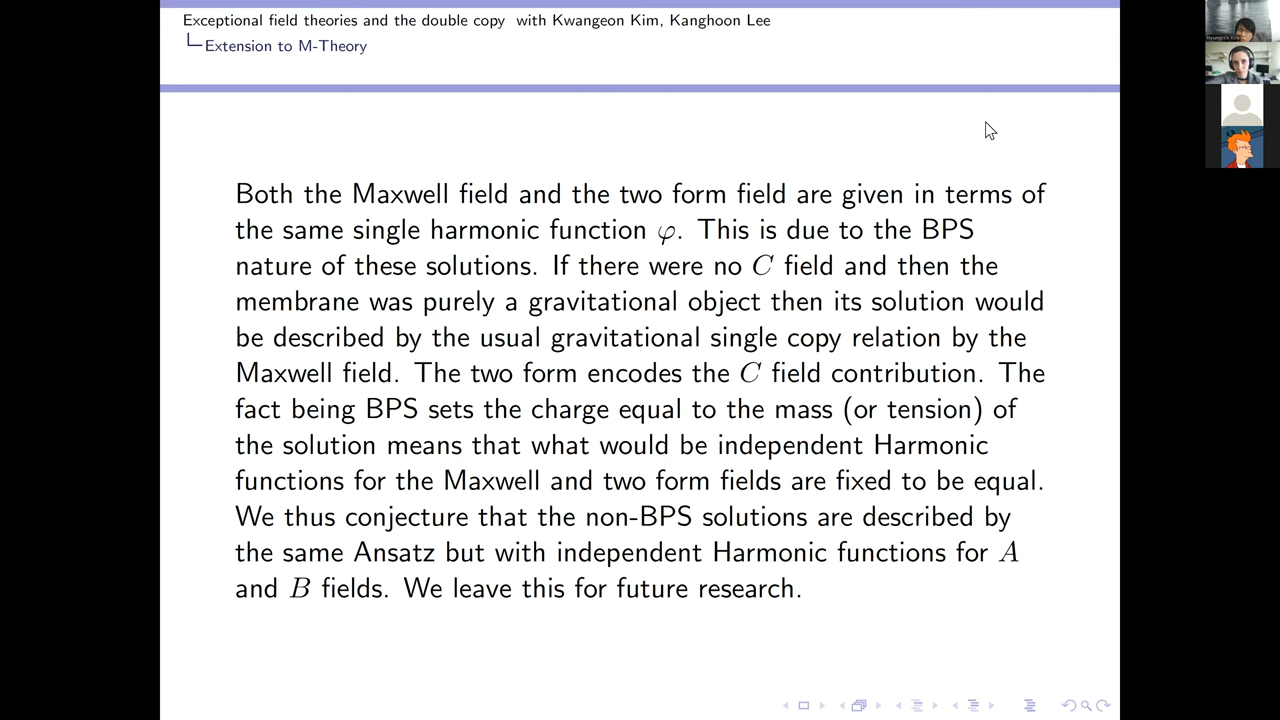 Exceptional field theories and the double copy with Kwangeon Kim, Kanghoon Lee
Extension to M-Theory
Both the Maxwell field and the two form field are given in terms of
the same single harmonic function φ. This is due to the BPS
nature of these solutions. If there were no C field and then the
membrane was purely a gravitational object then its solution would
be described by the usual gravitational single copy relation by the
Maxwell field. The two form encodes the C field contribution. The
fact being BPS sets the charge equal to the mass (or tension) of
the solution means that what would be independent Harmonic
functions for the Maxwell and two form fields are fixed to be equal.
We thus conjecture that the non-BPS solutions are described by
the same Ansatz but with independent Harmonic functions for A
and B fields. We leave this for future research.